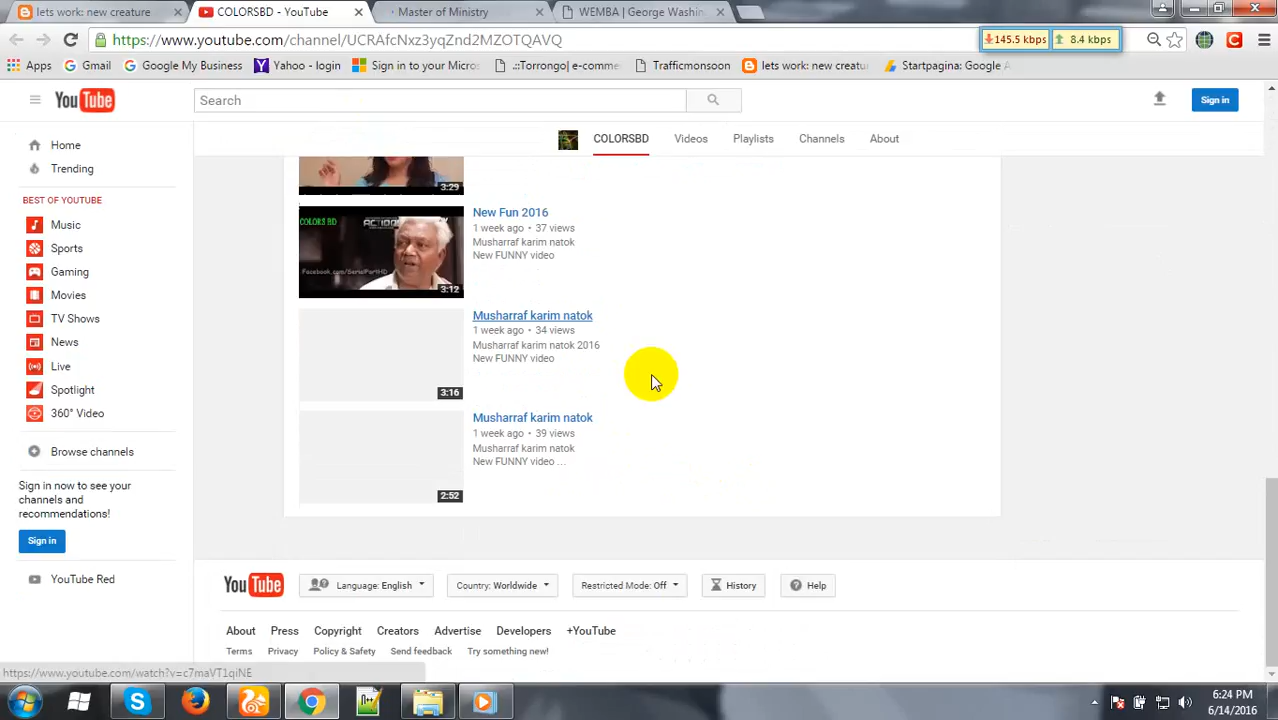 lets work: new creature
COLORSBD - YouTube
Master of Ministry
WEMBA | George Washin
https://www.youtube.com/channel/UCRAfcNxz3yqZnd2MZOTQAVQ
145.5 kbps
8.4 kbps
Apps
Gmail
Google My Business
Yahoo - login
Sign in to your Micros
.::Torrongo| e-comme
Trafficmonsoon
lets work: new creatu
Startpagina: Google A
YouTube
Search
Sign in
COLORSBD
Videos
Playlists
Channels
About
Home
Trending
BEST OF YOUTUBE
Music
Sports
Gaming
Movies
TV Shows
News
Live
Spotlight
360° Video
Browse channels
Sign in now to see your
channels and
recommendations!
Sign in
YouTube Red
3:29
COLORS BD
ACTION
Facebook.com/SerialPartHD
3:12
New Fun 2016
1 week ago • 37 views
Musharraf karim natok
New FUNNY video
3:16
Musharraf karim natok
1 week ago • 34 views
Musharraf karim natok 2016
New FUNNY video
2:52
Musharraf karim natok
1 week ago • 39 views
Musharraf karim natok
New FUNNY video ...
YouTube
Language: English
Country: Worldwide
Restricted Mode: Off
History
Help
About
Press
Copyright
Creators
Advertise
Developers
+YouTube
Terms
Privacy
Policy & Safety
Send feedback
Try something new!
https://www.youtube.com/watch?v=c7maVT1qiNE
6:24 PM
6/14/2016